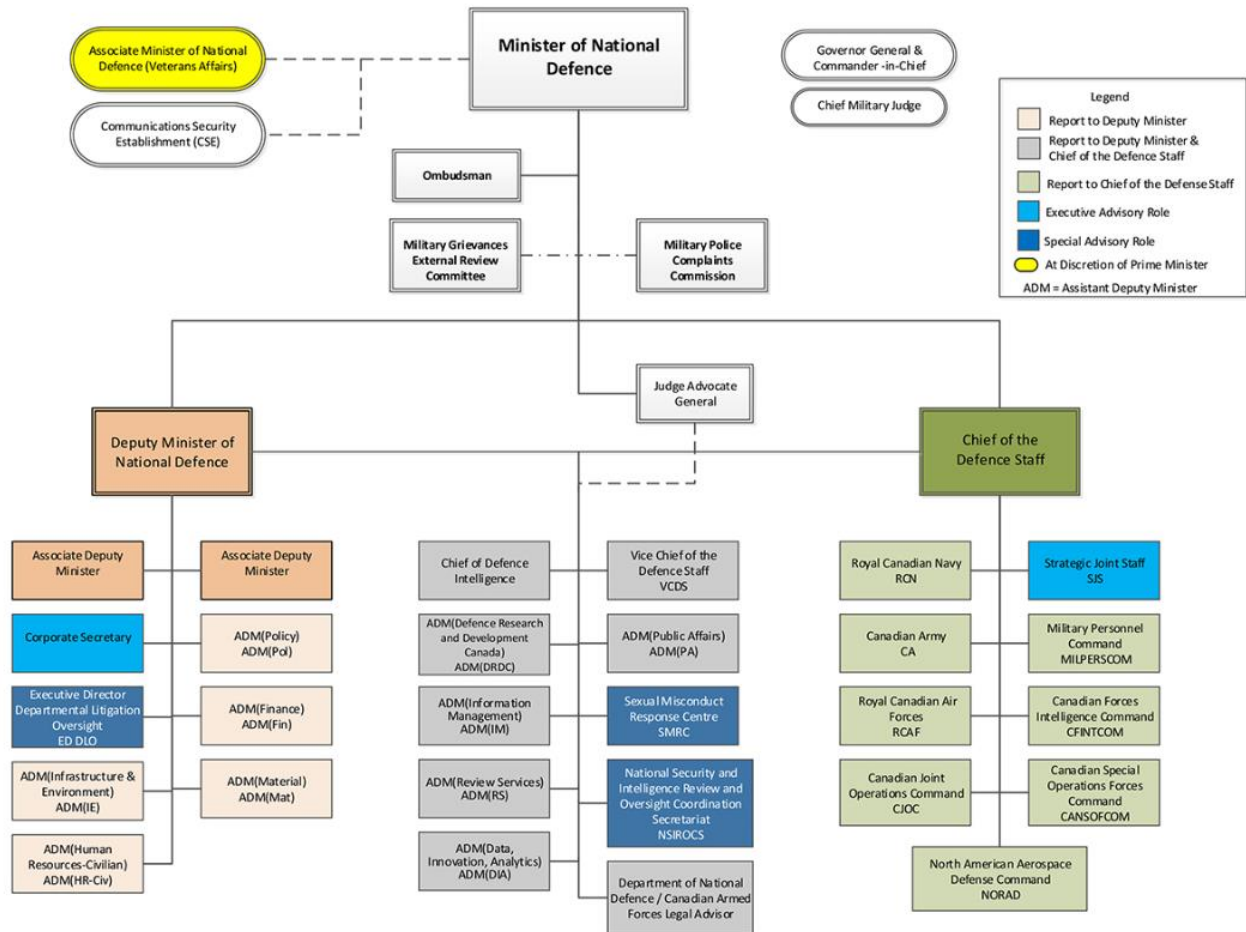 Associate Minister of National
Defence (Veterans Affairs)
Communications Security
Establishment (CSE)
Minister of National
Defence
Governor General &
Commander -in-Chief
Chief Military Judge
Legend
Report to Deputy Minister
Report to Deputy Minister &
Chief of the Defence Staff
Report to Chief of the Defense Staff
Executive Advisory Role
Special Advisory Role
At Discretion of Prime Minister
ADM = Assistant Deputy Minister
Ombudsman
Military Grievances
External Review
Committee
Military Police
Complaints
Commission
Judge Advocate
General
Deputy Minister of
National Defence
Chief of the
Defence Staff
Associate Deputy
Minister
Associate Deputy
Minister
Corporate Secretary
ADM(Policy)
ADM(Pol)
Executive Director
Departmental Litigation
Oversight
ED DLO
ADM(Finance)
ADM(Fin)
ADM(Infrastructure &
Environment)
ADM(IE)
ADM(Material)
ADM(Mat)
ADM(Human
Resources-Civilian)
ADM(HR-Civ)
Chief of Defence
Intelligence
Vice Chief of the
Defence Staff
VCDS
ADM(Defence Research
and Development
Canada)
ADM(DRDC)
ADM(Public Affairs)
ADM(PA)
ADM(Information
Management)
ADM(IM)
Sexual Misconduct
Response Centre
SMRC
ADM(Review Services)
ADM(RS)
National Security and
Intelligence Review and
Oversight Coordination
Secretariat
NSIROCS
ADM(Data,
Innovation, Analytics)
ADM(DIA)
Department of National
Defence / Canadian Armed
Forces Legal Advisor
Royal Canadian Navy
RCN
Strategic Joint Staff
SJS
Canadian Army
CA
Military Personnel
Command
MILPERSCOM
Royal Canadian Air
Forces
RCAF
Canadian Forces
Intelligence Command
CFINTCOM
Canadian Joint
Operations Command
CJOC
Canadian Special
Operations Forces
Command
CANSOFCOM
North American Aerospace
Defense Command
NORAD